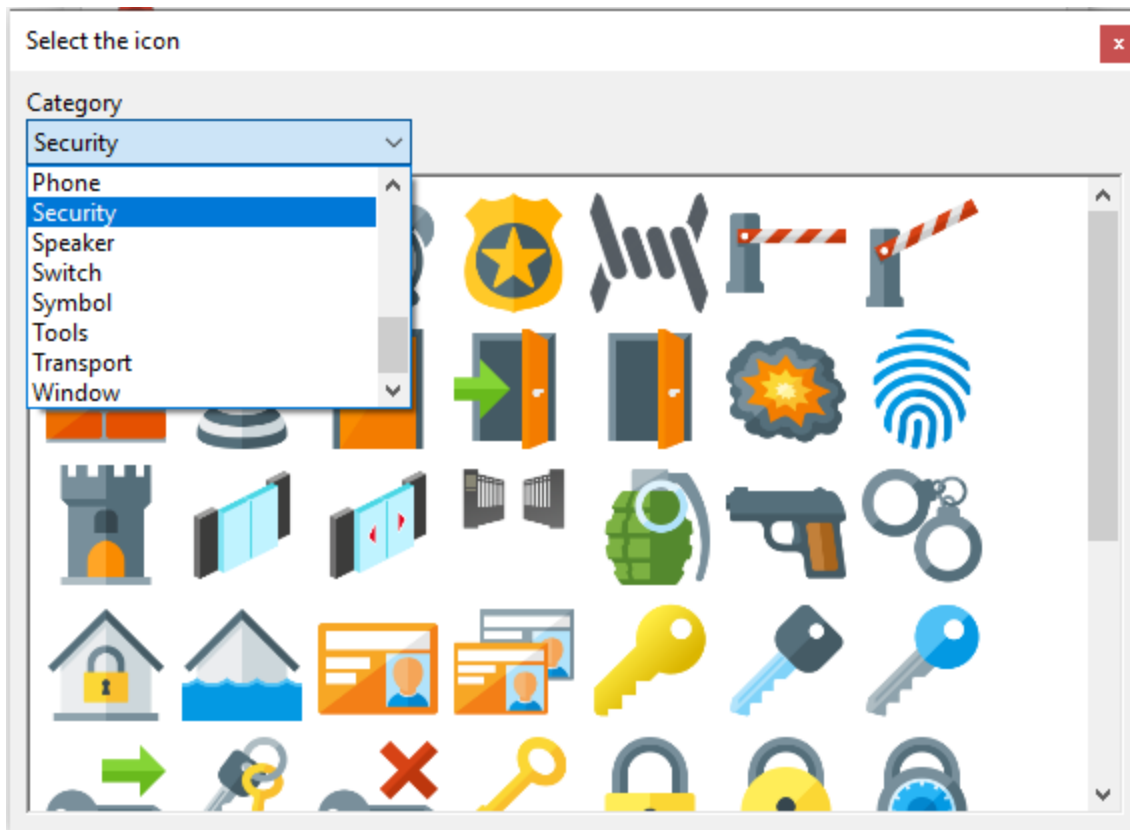 Select the icon
x
Category
Security
Phone
Security
Speaker
Switch
Symbol
Tools
Transport
Window